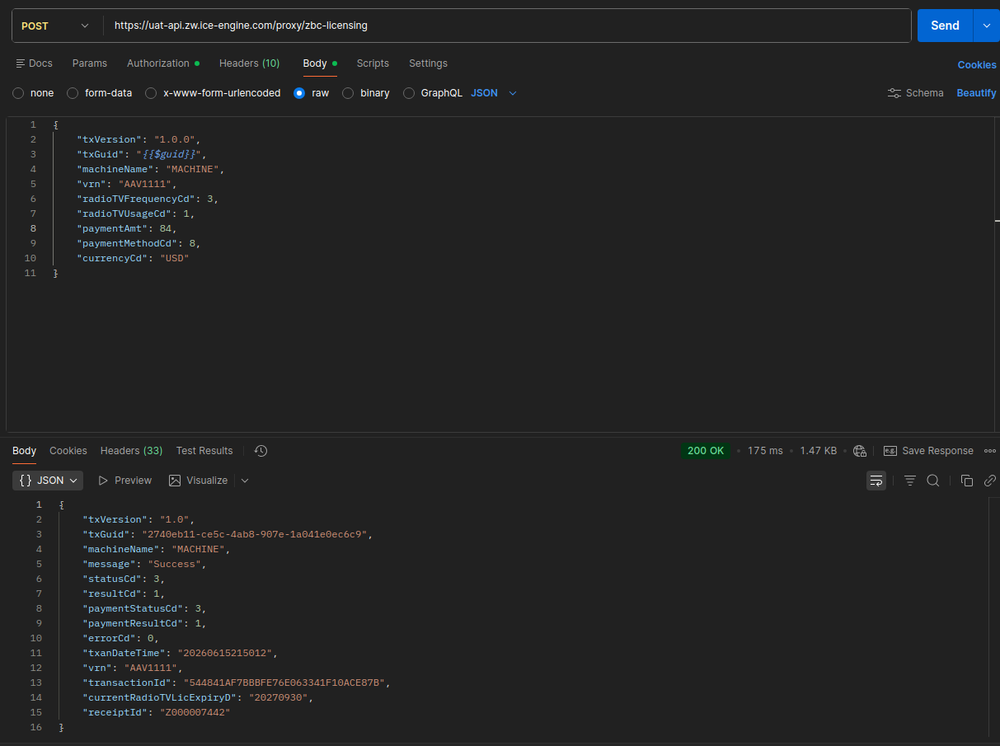 POST https://uat-api.zw.ice-engine.com/proxy/zbc-licensing Send
Docs Params Authorization Headers (10) Body Scripts Settings Cookies
none form-data x-www-form-urlencoded raw binary GraphQL JSON Schema Beautify
1 {
2 "txVersion": "1.0.0",
3 "txGuid": "{{$guid}}",
4 "machineName": "MACHINE",
5 "vrn": "AAV1111",
6 "radioTVFrequencyCd": 3,
7 "radioTVUsageCd": 1,
8 "paymentAmt": 84,
9 "paymentMethodCd": 8,
10 "currencyCd": "USD"
11 }
Body Cookies Headers (33) Test Results 200 OK • 175 ms • 1.47 KB • e.g. Save Response
{} JSON Preview Visualize
1 {
2 "txVersion": "1.0",
3 "txGuid": "2740eb11-ce5c-4ab8-907e-1a041e0ec6c9",
4 "machineName": "MACHINE",
5 "message": "Success",
6 "statusCd": 3,
7 "resultCd": 1,
8 "paymentStatusCd": 3,
9 "paymentResultCd": 1,
10 "errorCd": 0,
11 "txanDateTime": "20260615215012",
12 "vrn": "AAV1111",
13 "transactionId": "544841AF7BBBFE76E063341F10ACE87B",
14 "currentRadioTVLicExpiryD": "20270930",
15 "receiptId": "Z000007442"
16 }